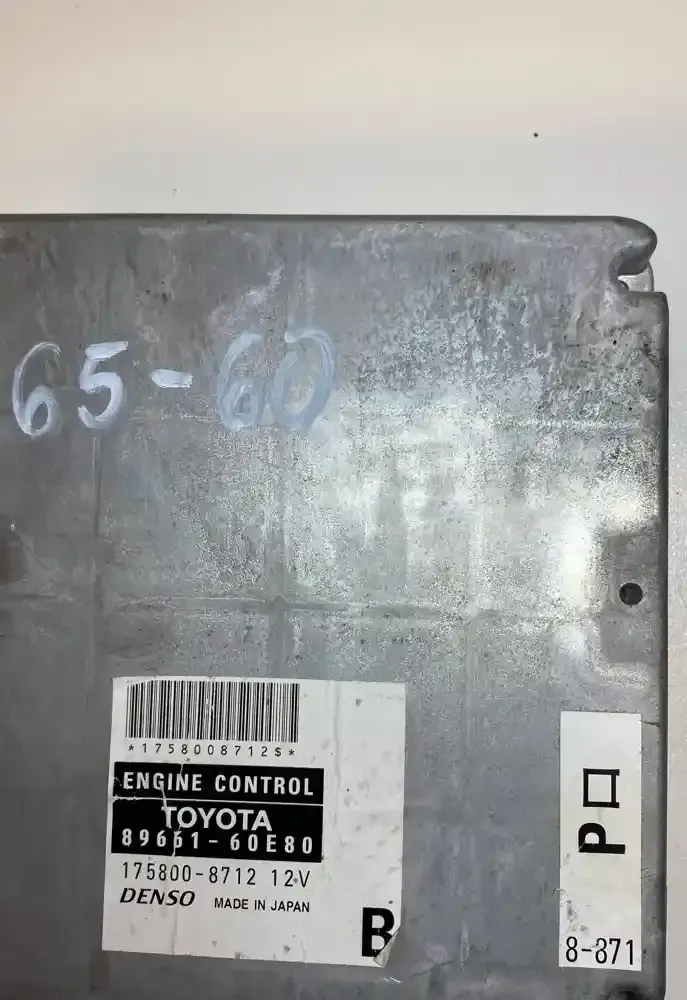 65-60
*1758008712$*
ENGINE CONTROL
TOYOTA
89661-60E80
175800-8712 12V
DENSO MADE IN JAPAN
B
P□
8-871